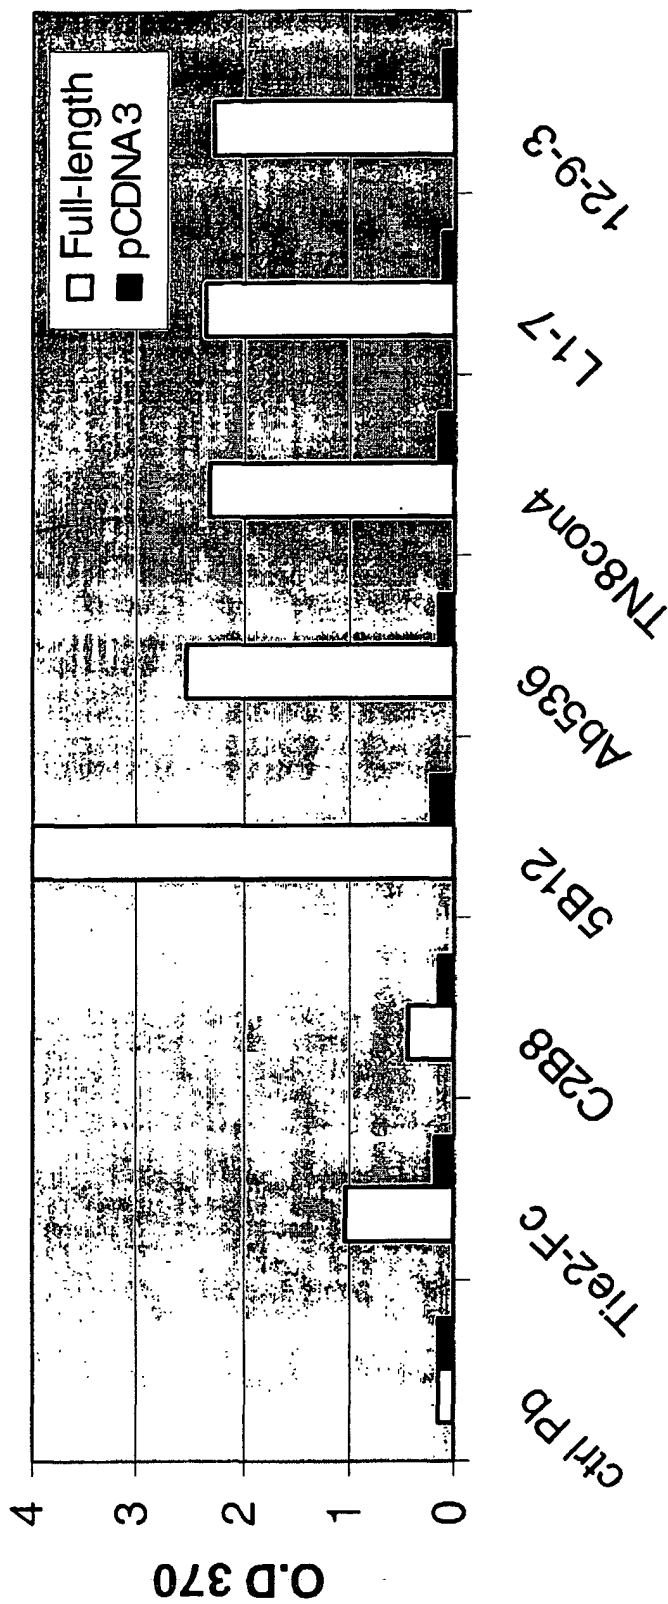 Full-length
pCDNA3
4
3
2
1
0
O.D 370
ctrl Pb
Tie2-Fc
C2B8
5B12
Ab536
TN8con4
L1-7
12-9-3